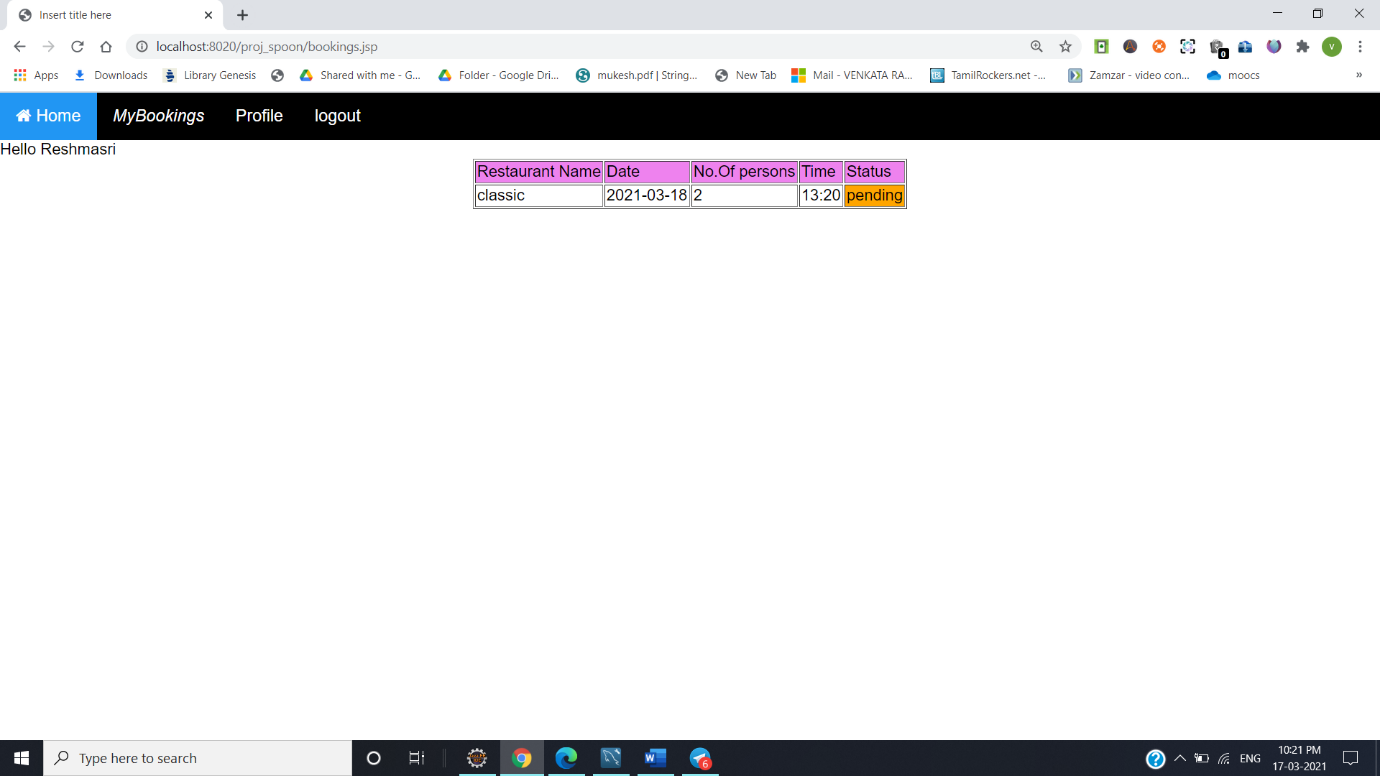 Insert title here
localhost:8020/proj_spoon/bookings.jsp
V
0
Apps Downloads Library Genesis Shared with me - G... Folder - Google Dri... mukesh.pdf | String... New Tab Mail - VENKATA RA... TamilRockers.net -... Zamzar - video con... moocs »
Home MyBookings Profile logout
Hello Reshmasri
Restaurant Name Date No.Of persons Time Status
classic 2021-03-18 2 13:20 pending
Type here to search
6
ENG
10:21 PM
17-03-2021